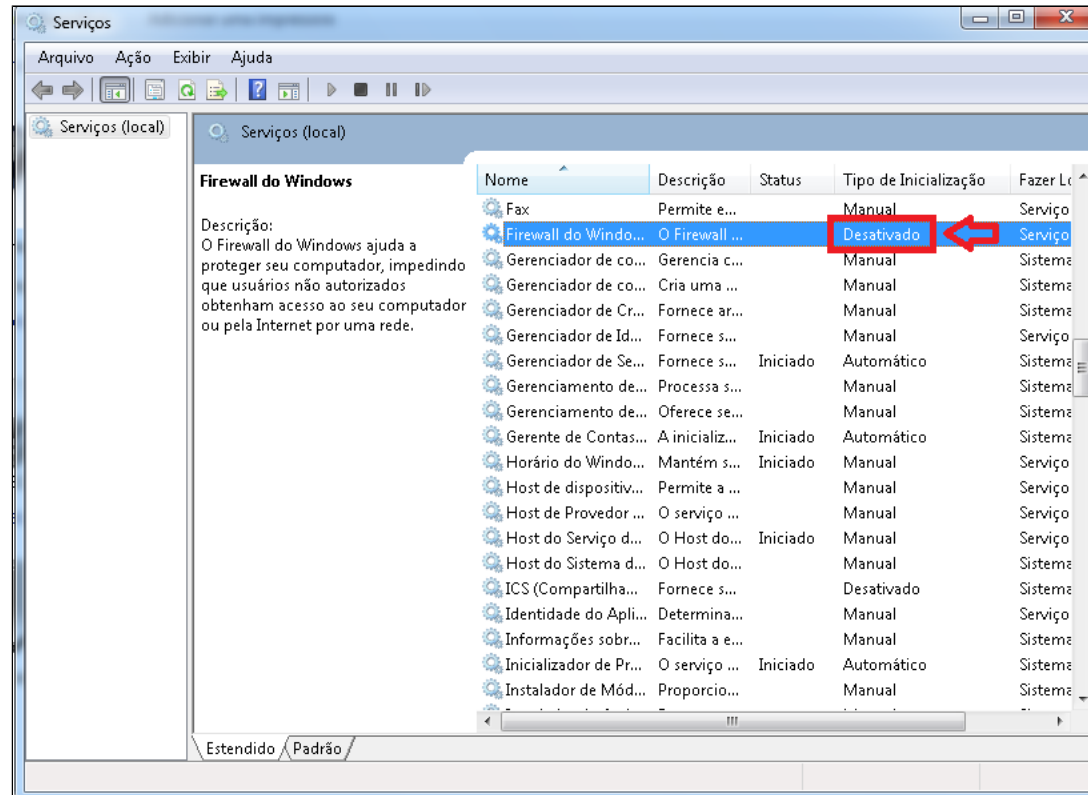 Serviços
Arquivo Ação Exibir Ajuda
Serviços (local)
Serviços (local)
Firewall do Windows
Descrição:
O Firewall do Windows ajuda a
proteger seu computador, impedindo
que usuários não autorizados
obtenham acesso ao seu computador
ou pela Internet por uma rede.
Nome Descrição Status Tipo de Inicialização Fazer Lo
Fax Permite e... Manual Serviço
Firewall do Windo... O Firewall ... Desativado Serviço
Gerenciador de co... Gerencia c... Manual Sistema
Gerenciador de co... Cria uma ... Manual Sistema
Gerenciador de Cr... Fornece ar... Manual Sistema
Gerenciador de Id... Fornece s... Manual Serviço
Gerenciador de Se... Fornece s... Iniciado Automático Sistema
Gerenciamento de... Processa s... Manual Sistema
Gerenciamento de... Oferece se... Manual Sistema
Gerente de Contas... A inicializ... Iniciado Automático Sistema
Horário do Windo... Mantém s... Iniciado Manual Serviço
Host de dispositiv... Permite a ... Manual Serviço
Host de Provedor ... O serviço ... Manual Serviço
Host do Serviço d... O Host do... Iniciado Manual Serviço
Host do Sistema d... O Host do... Manual Sistema
ICS (Compartilha... Fornece s... Desativado Sistema
Identidade do Apli... Determina... Manual Serviço
Informações sobr... Facilita a e... Manual Sistema
Inicializador de Pr... O serviço ... Iniciado Automático Sistema
Instalador de Mód... Proporcio... Manual Sistema
Estendido Padrão